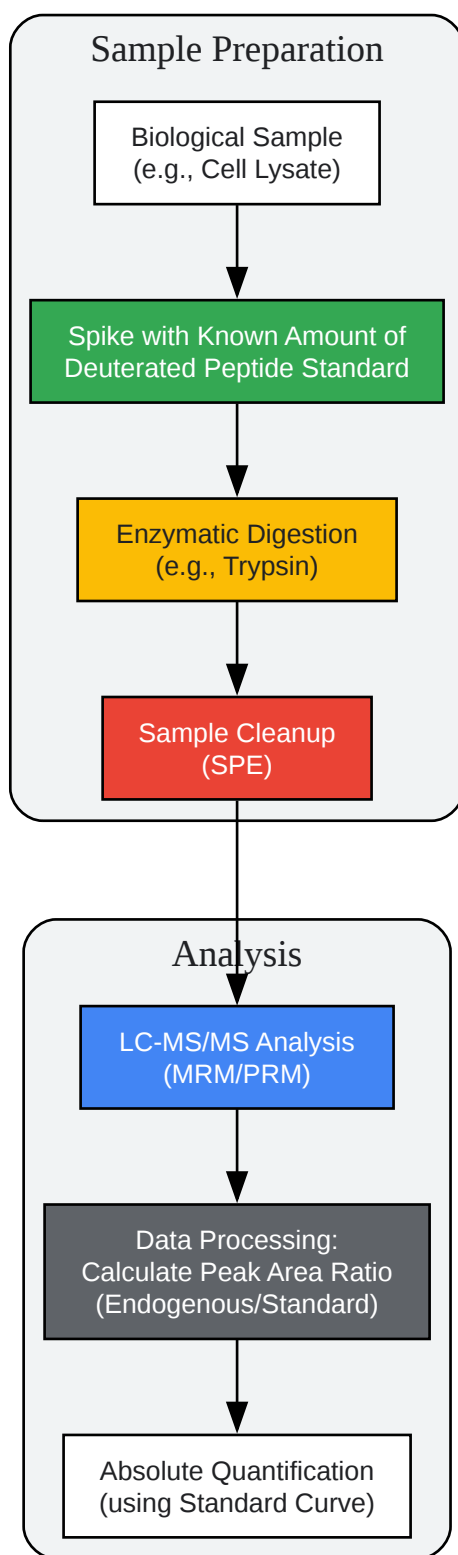 Sample Preparation
Biological Sample
(e.g., Cell Lysate)
Spike with Known Amount of
Deuterated Peptide Standard
Enzymatic Digestion
(e.g., Trypsin)
Sample Cleanup
(SPE)
Analysis
LC-MS/MS Analysis
(MRM/PRM)
Data Processing:
Calculate Peak Area Ratio
(Endogenous/Standard)
Absolute Quantification
(using Standard Curve)